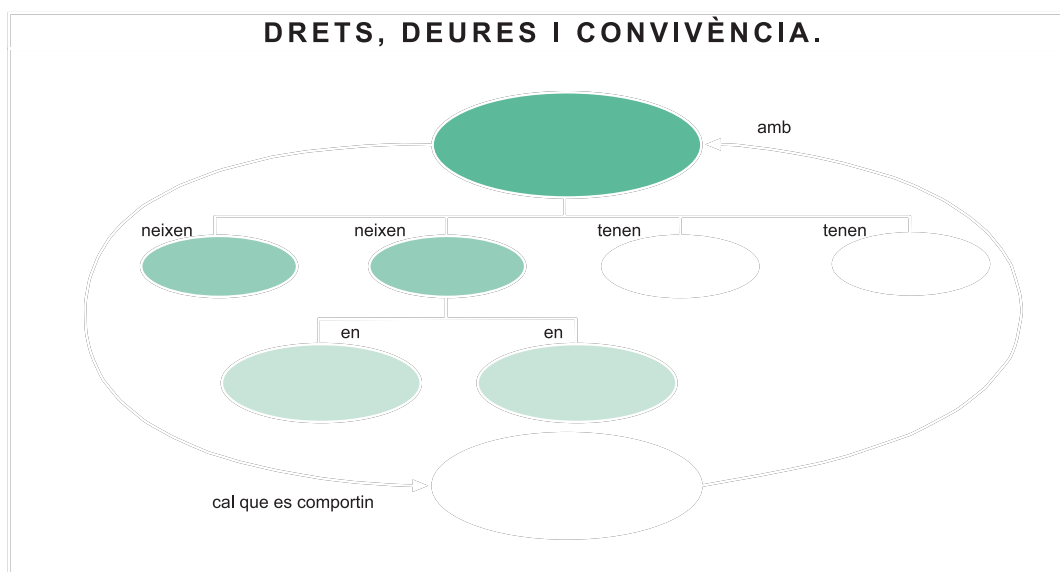 DRETS, DEURES I CONVIVÈNCIA.
amb
neixen
neixen
tenen
tenen
en
en
cal que es comportin